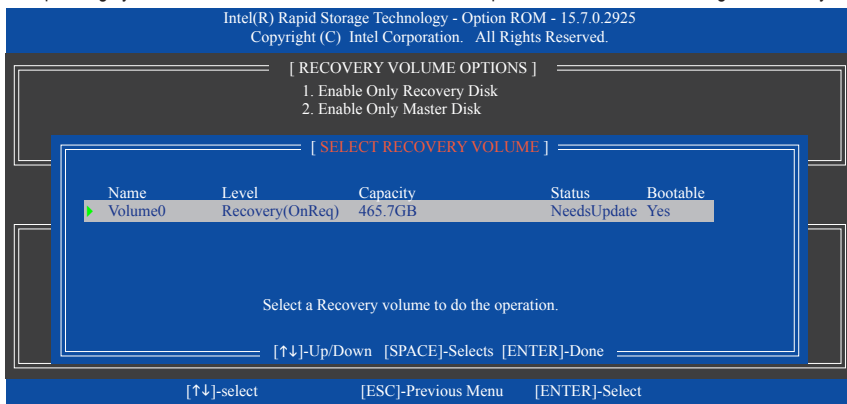 Intel(R) Rapid Storage Technology - Option ROM - 15.7.0.2925
Copyright (C) Intel Corporation. All Rights Reserved.
[ RECOVERY VOLUME OPTIONS ]
1. Enable Only Recovery Disk
2. Enable Only Master Disk
[ SELECT RECOVERY VOLUME ]
Name Level Capacity Status Bootable
Volume0 Recovery(OnReq) 465.7GB NeedsUpdate Yes
Select a Recovery volume to do the operation.
[↑↓]-Up/Down [SPACE]-Selects [ENTER]-Done
[↑↓]-select [ESC]-Previous Menu [ENTER]-Select